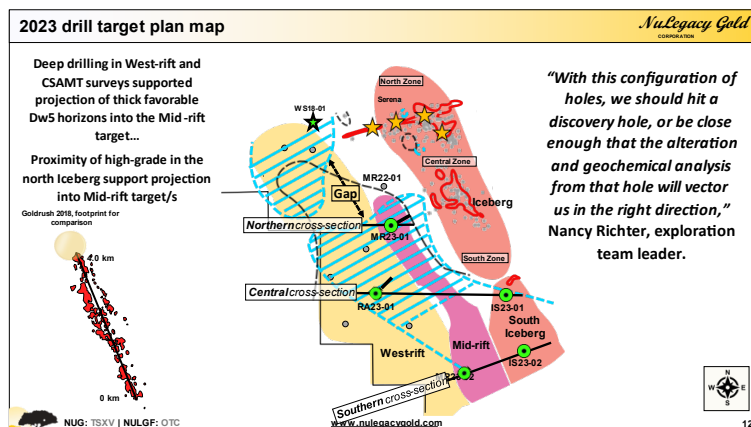 2023 drill target plan map
NuLegacy Gold
CORPORATION
Deep drilling in West-rift and
CSAMT surveys supported
projection of thick favorable
Dw5 horizons into the Mid -rift
target…
Proximity of high-grade in the
north Iceberg support projection
into Mid-rift target/s
Goldrush 2018, footprint for
comparison
4.0 km
0 km
WS18-01
North Zone
Serena
Central Zone
MR22-01
Iceberg
Gap
Northern cross-section
MR23-01
South Zone
Central cross-section
RA23-01
IS23-01
South
Iceberg
West-rift
Mid-rift
IS23-02
Southern cross-section
"With this configuration of
holes, we should hit a
discovery hole, or be close
enough that the alteration
and geochemical analysis
from that hole will vector
us in the right direction,"
Nancy Richter, exploration
team leader.
N
W E
S
NUG: TSXV | NULGF: OTC
www.nulegacygold.com
12